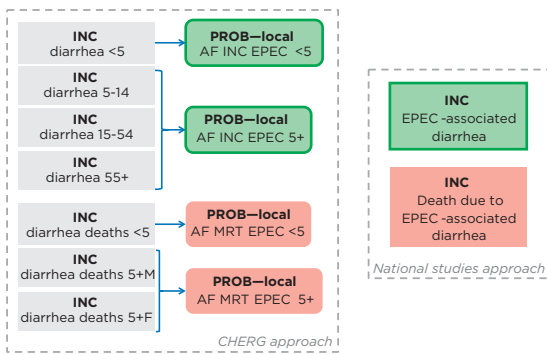 INC
diarrhea <5
PROB—local
AF INC EPEC <5
INC
diarrhea 5-14
INC
diarrhea 15-54
INC
diarrhea 55+
PROB—local
AF INC EPEC 5+
INC
diarrhea deaths <5
PROB—local
AF MRT EPEC <5
INC
diarrhea deaths 5+M
INC
diarrhea deaths 5+F
PROB—local
AF MRT EPEC 5+
CHERG approach
INC
EPEC -associated
diarrhea
INC
Death due to
EPEC -associated
diarrhea
National studies approach